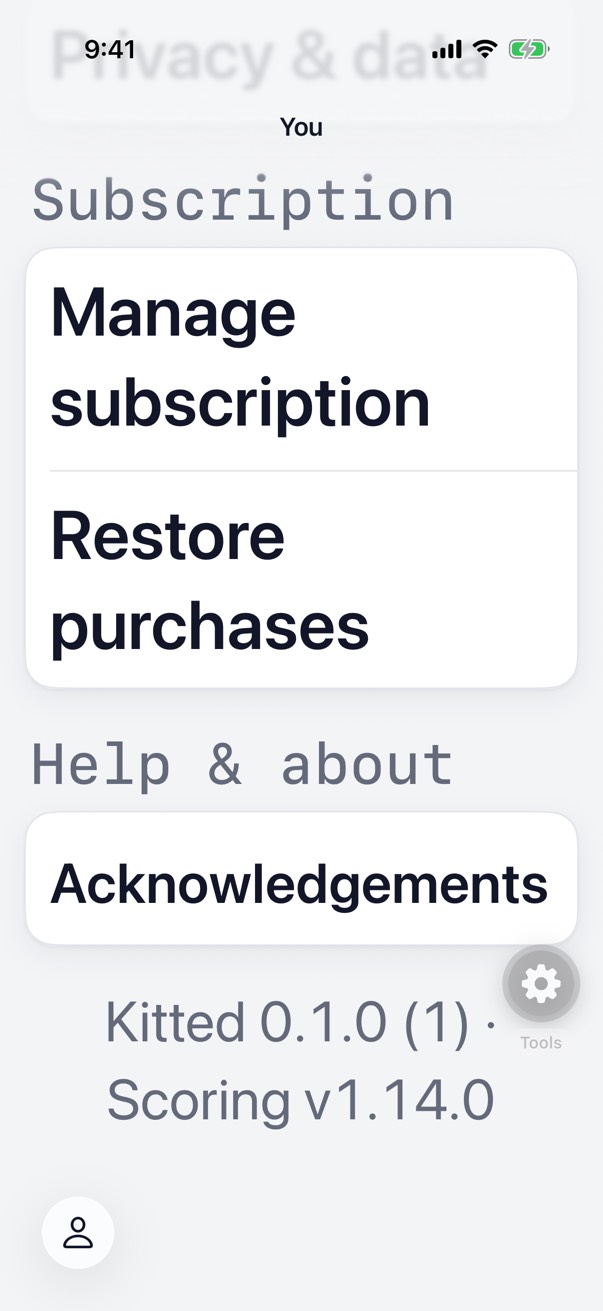 Privacy & data
9:41
You
Subscription
Manage
subscription
Restore
purchases
Help & about
Acknowledgements
Kitted 0.1.0 (1) ·
Scoring v1.14.0
Tools